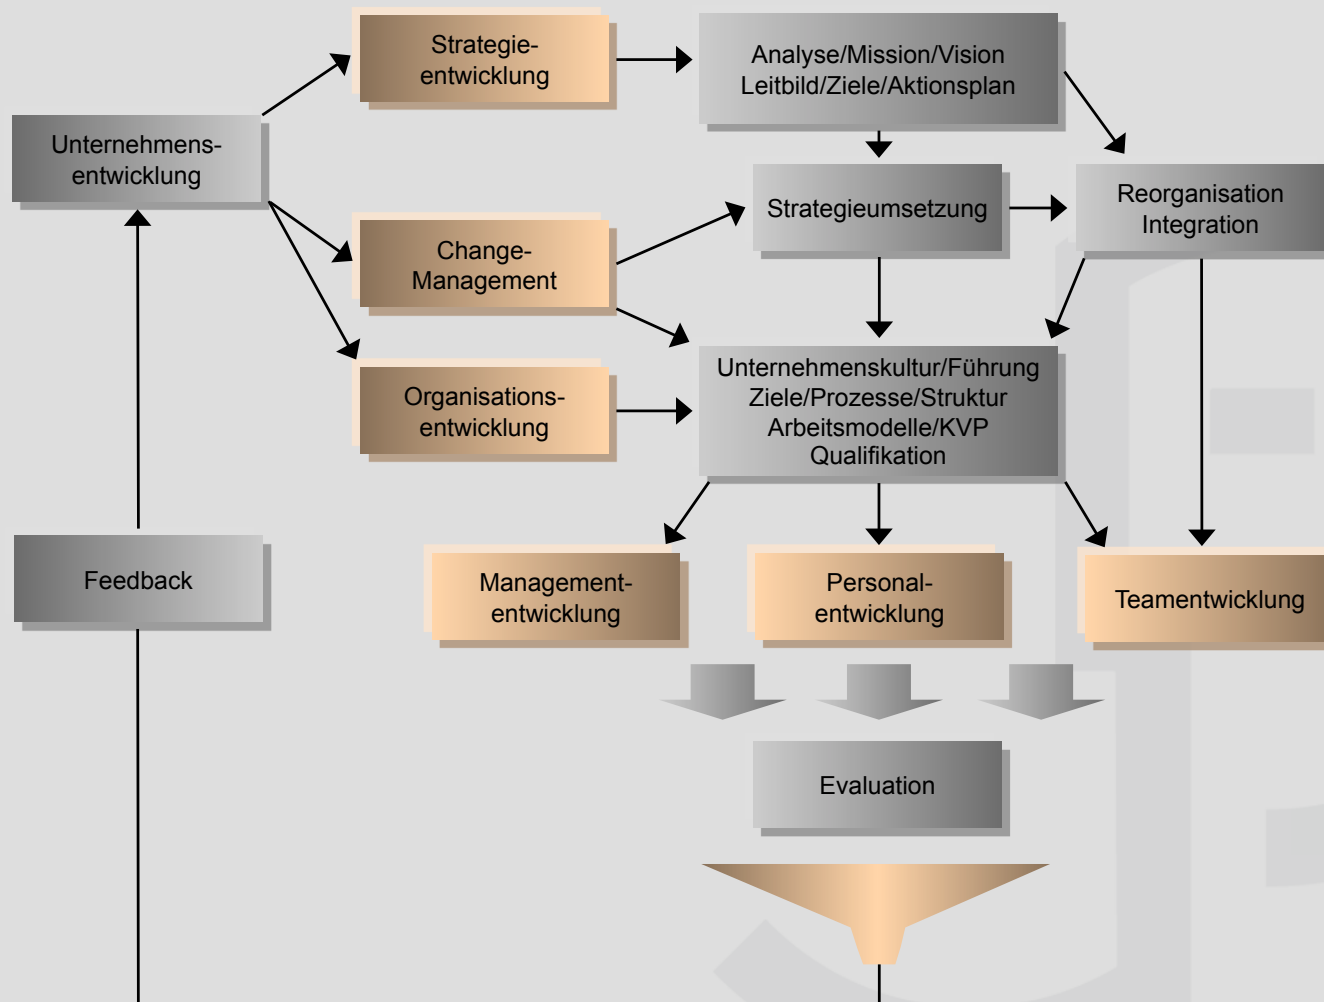 Strategie-
entwicklung
Analyse/Mission/Vision
Leitbild/Ziele/Aktionsplan
Unternehmens-
entwicklung
Change-
Management
Strategieumsetzung
Reorganisation
Integration
Organisations-
entwicklung
Unternehmenskultur/Führung
Ziele/Prozesse/Struktur
Arbeitsmodelle/KVP
Qualifikation
Feedback
Management-
entwicklung
Personal-
entwicklung
Teamentwicklung
Evaluation